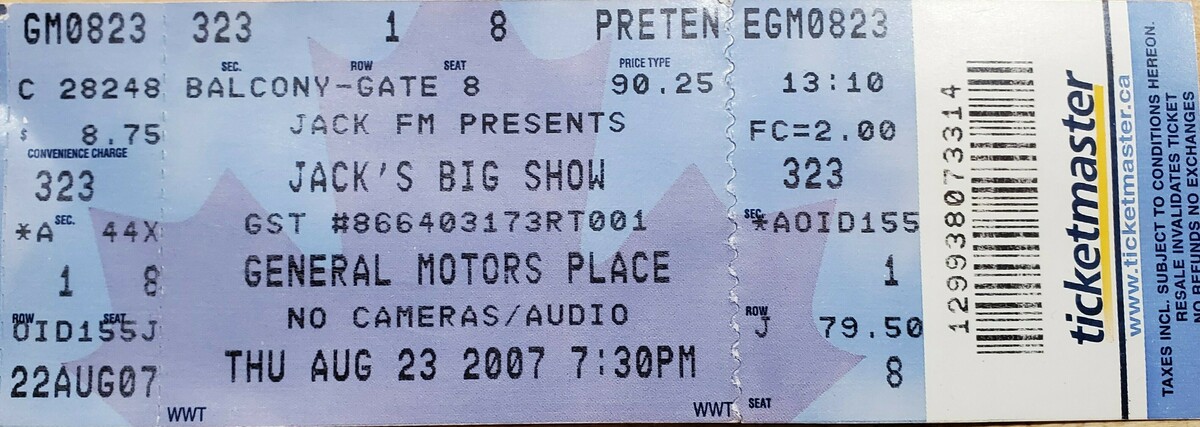 GM0823 323 1 8 PRETEN EGM0823
SEC. ROW SEAT PRICE TYPE
C 28248 BALCONY-GATE 8 90.25 13:10
$ 8.75 JACK FM PRESENTS FC=2.00
CONVENIENCE CHARGE
323 JACK'S BIG SHOW 323
SEC. SEC.
*A 44X GST #866403173RT001 *AOID155
1 8 GENERAL MOTORS PLACE 1
ROW SEAT ROW
OID155J NO CAMERAS/AUDIO J 79.50
22AUG07 THU AUG 23 2007 7:30PM 8
SEAT
WWT WWT
129938073314
ticketmaster
www.ticketmaster.ca
TAXES INCL. SUBJECT TO CONDITIONS HEREON.
RESALE INVALIDATES TICKET
NO REFUNDS NO EXCHANGES